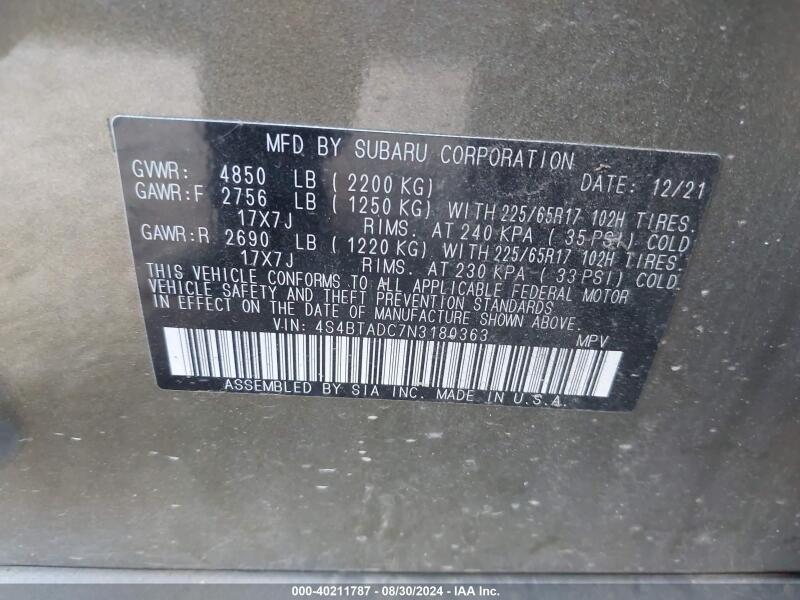 MFD BY SUBARU CORPORATION
GVWR: 4850 LB ( 2200 KG) DATE: 12/21
GAWR:F 2756 LB ( 1250 KG) WITH 225/65R17 102H TIRES.
17X7J RIMS. AT 240 KPA ( 35 PSI) COLD
GAWR:R 2690 LB ( 1220 KG) WITH 225/65R17 102H TIRES.
17X7J RIMS. AT 230 KPA ( 33 PSI) COLD.
THIS VEHICLE CONFORMS TO ALL APPLICABLE FEDERAL MOTOR
VEHICLE SAFETY AND THEFT PREVENTION STANDARDS
IN EFFECT ON THE DATE OF MANUFACTURE SHOWN ABOVE.
VIN: 4S4BTADC7N3189363 MPV
ASSEMBLED BY SIA INC. MADE IN U.S.A.
000-40211787 - 08/30/2024 - IAA Inc.